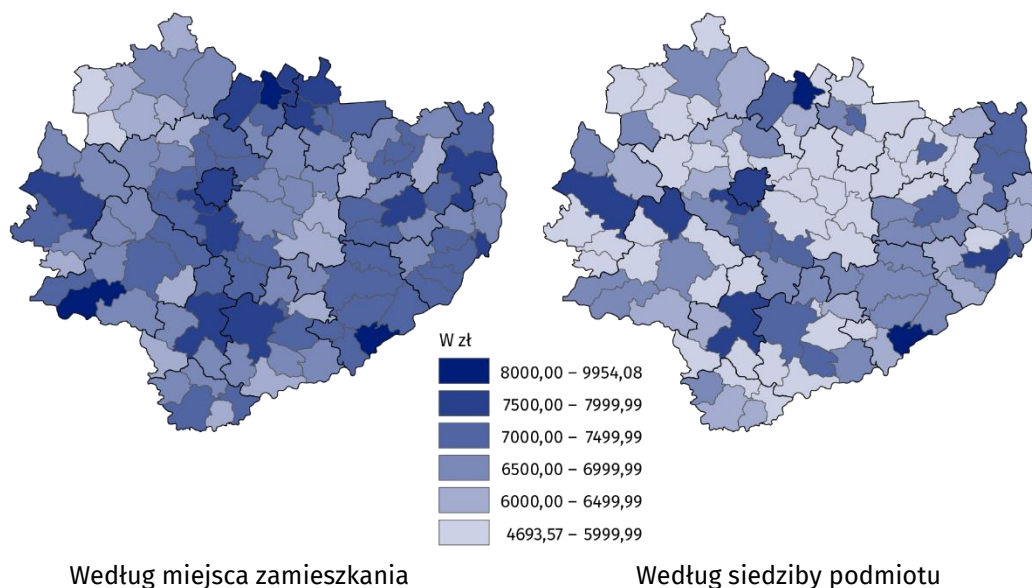 W zł
8000,00 – 9954,08
7500,00 – 7999,99
7000,00 – 7499,99
6500,00 – 6999,99
6000,00 – 6499,99
4693,57 – 5999,99
Według miejsca zamieszkania
Według siedziby podmiotu